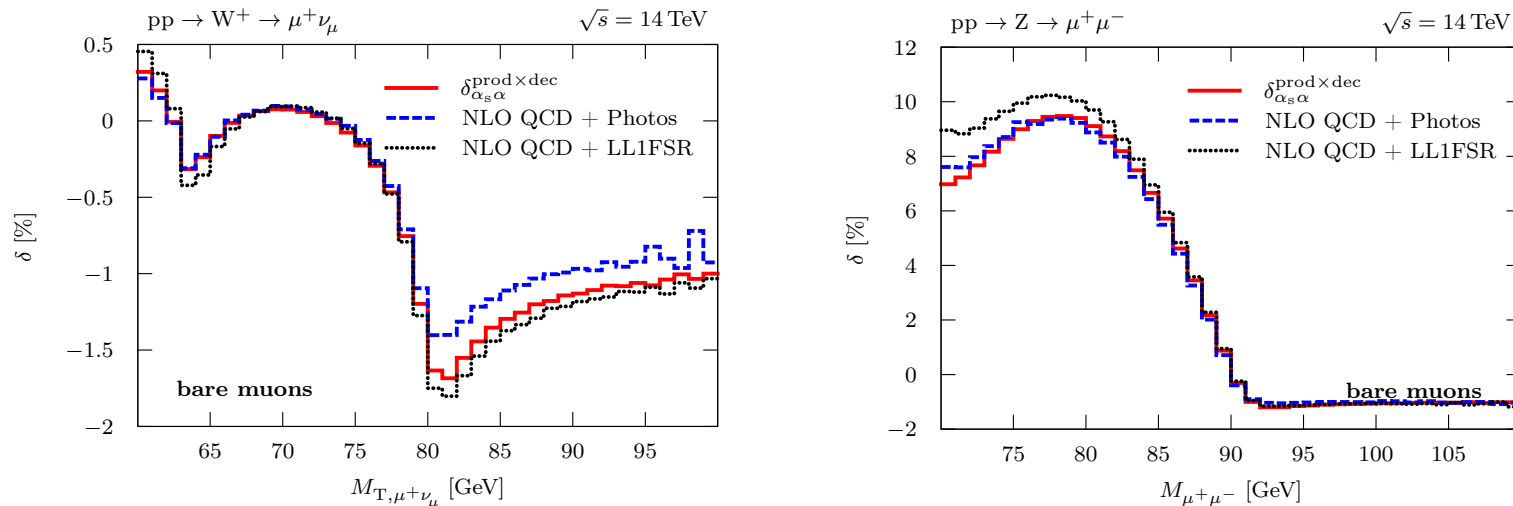 pp → W⁺ → μ⁺ν_μ √s = 14 TeV
δ^{prod×dec}_{α_sα}
NLO QCD + Photos
NLO QCD + LL1FSR
0.5
0
−0.5
−1
−1.5
−2
δ [%]
bare muons
65 70 75 80 85 90 95
M_{T,μ⁺ν_μ} [GeV]
pp → Z → μ⁺μ⁻ √s = 14 TeV
δ^{prod×dec}_{α_sα}
NLO QCD + Photos
NLO QCD + LL1FSR
12
10
8
6
4
2
0
−2
δ [%]
bare muons
75 80 85 90 95 100 105
M_{μ⁺μ⁻} [GeV]